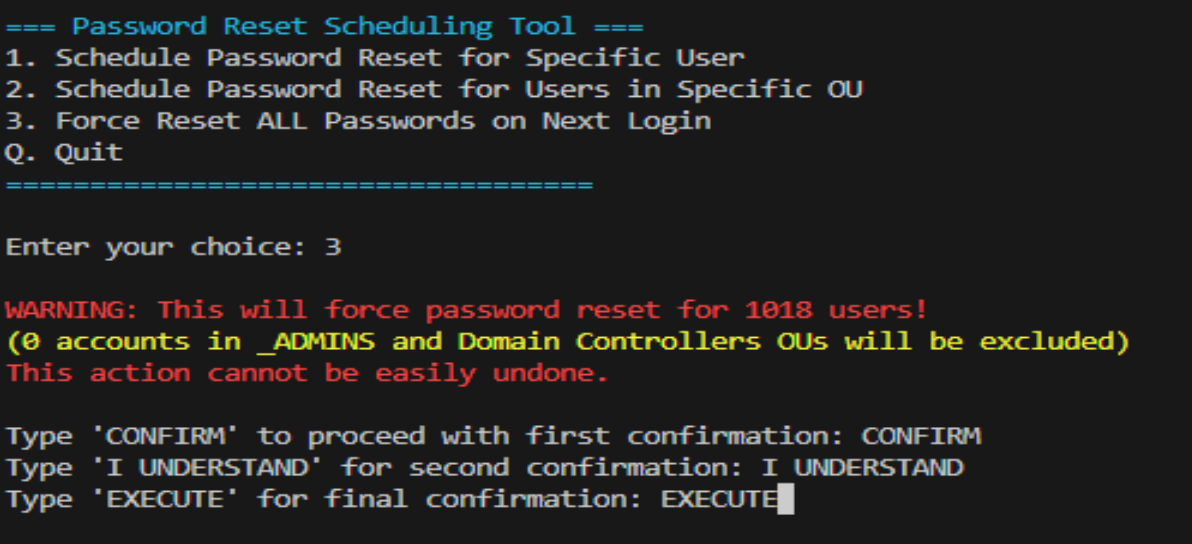 === Password Reset Scheduling Tool ===
1. Schedule Password Reset for Specific User
2. Schedule Password Reset for Users in Specific OU
3. Force Reset ALL Passwords on Next Login
Q. Quit
===================================
Enter your choice: 3
WARNING: This will force password reset for 1018 users!
(0 accounts in _ADMINS and Domain Controllers OUs will be excluded)
This action cannot be easily undone.
Type 'CONFIRM' to proceed with first confirmation: CONFIRM
Type 'I UNDERSTAND' for second confirmation: I UNDERSTAND
Type 'EXECUTE' for final confirmation: EXECUTE